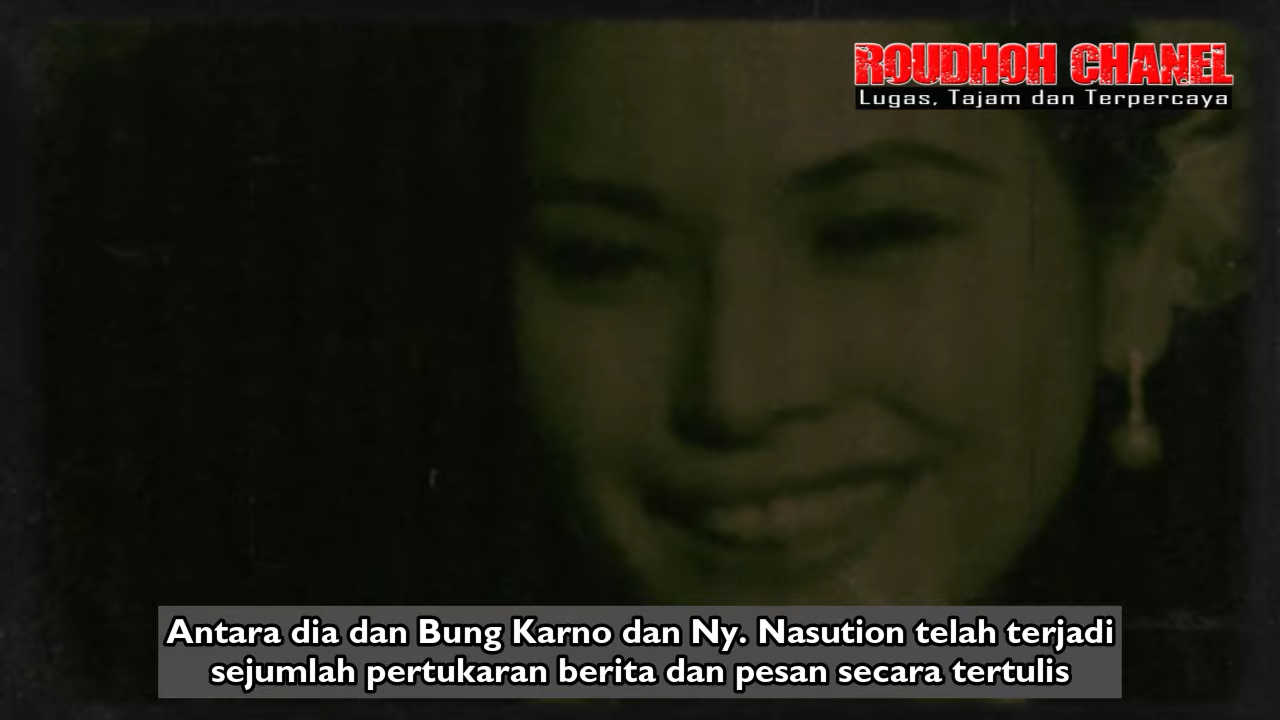 ROUDHOH CHANEL
Lugas, Tajam dan Terpercaya
Antara dia dan Bung Karno dan Ny. Nasution telah terjadi
sejumlah pertukaran berita dan pesan secara tertulis